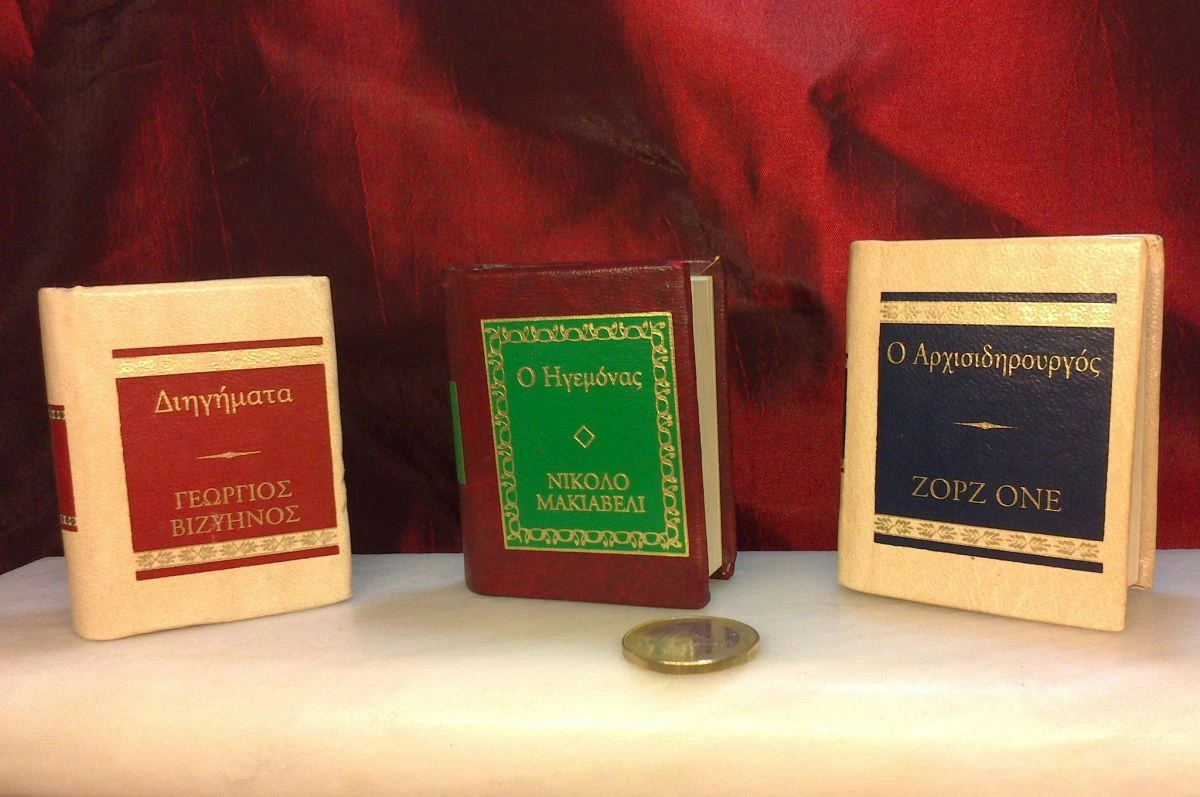 Διηγήματα
ΓΕΩΡΓΙΟΣ
ΒΙΖΥΗΝΟΣ
Ο Ηγεμόνας
ΝΙΚΟΛΟ
ΜΑΚΙΑΒΕΛΙ
Ο Αρχισιδηρουργός
ΖΟΡΖ ΟΝΕ